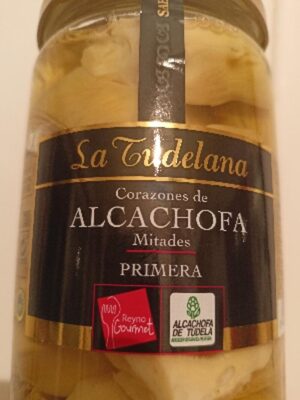 La Tudelana
Corazones de
ALCACHOFA
Mitades
PRIMERA
Reyno
Gourmet
ALCACHOFA
DE TUDELA